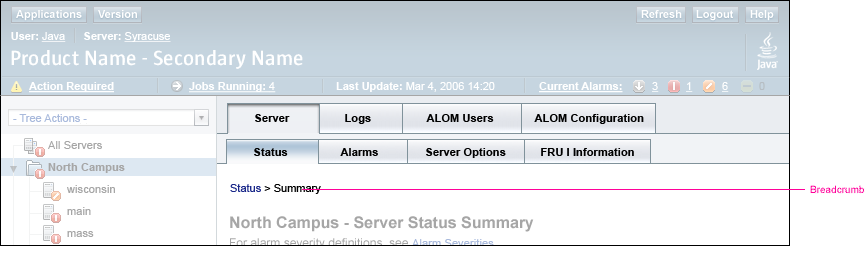 Applications Version Refresh Logout Help
User: Java Server: Syracuse
Product Name - Secondary Name
Java
Action Required Jobs Running: 4 Last Update: Mar 4, 2006 14:20 Current Alarms: 3 1 6 0
- Tree Actions - Server Logs ALOM Users ALOM Configuration
All Servers
Status Alarms Server Options FRU I Information
North Campus
wisconsin
Status > Summary Breadcrumb
main
North Campus - Server Status Summary
mass
For alarm severity definitions, see Alarm Severities